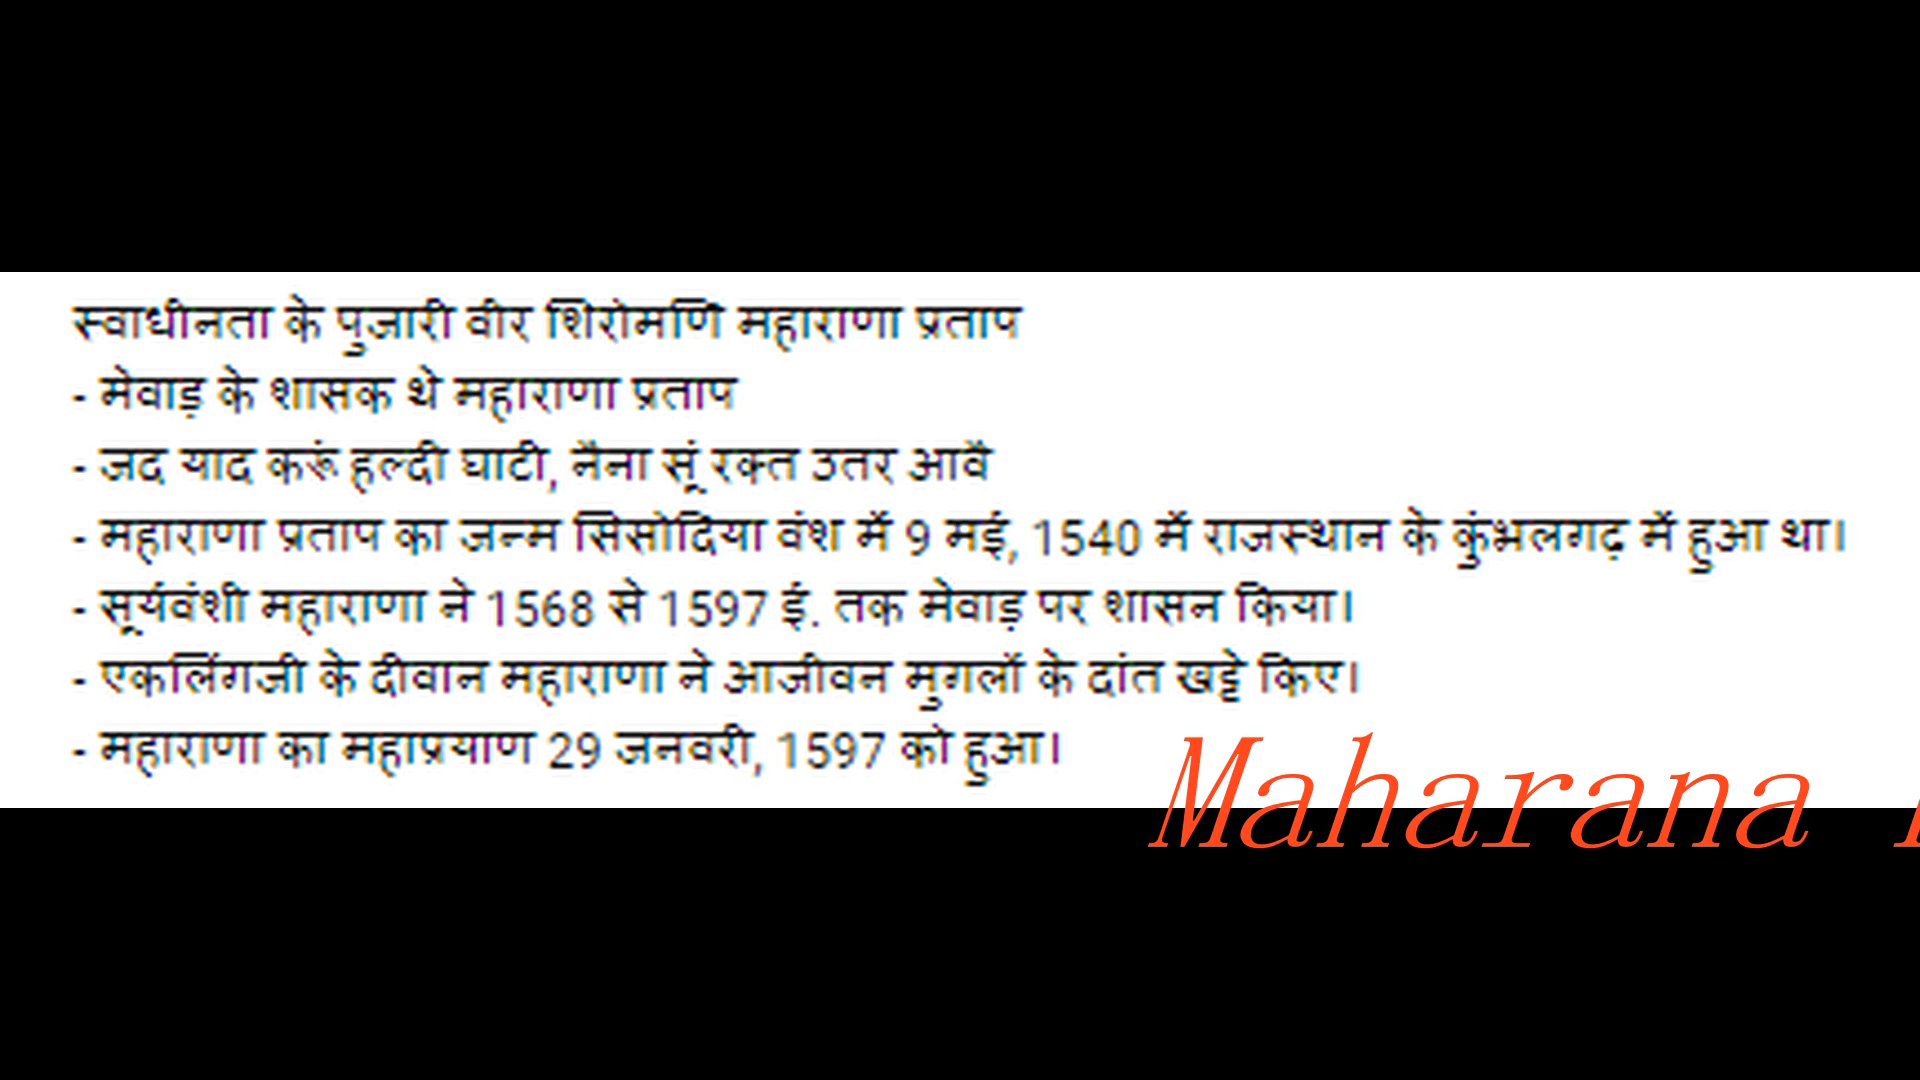 स्वाधीनता के पुजारी वीर शिरोमणि महाराणा प्रताप
- मेवाड़ के शासक थे महाराणा प्रताप
- जद याद करूं हल्दी घाटी, नैना सूं रक्त उतर आवै
- महाराणा प्रताप का जन्म सिसोदिया वंश में 9 मई, 1540 में राजस्थान के कुंभलगढ़ में हुआ था।
- सूर्यवंशी महाराणा ने 1568 से 1597 ई. तक मेवाड़ पर शासन किया।
- एकलिंगजी के दीवान महाराणा ने आजीवन मुगलों के दांत खट्टे किए।
- महाराणा का महाप्रयाण 29 जनवरी, 1597 को हुआ।
Maharana